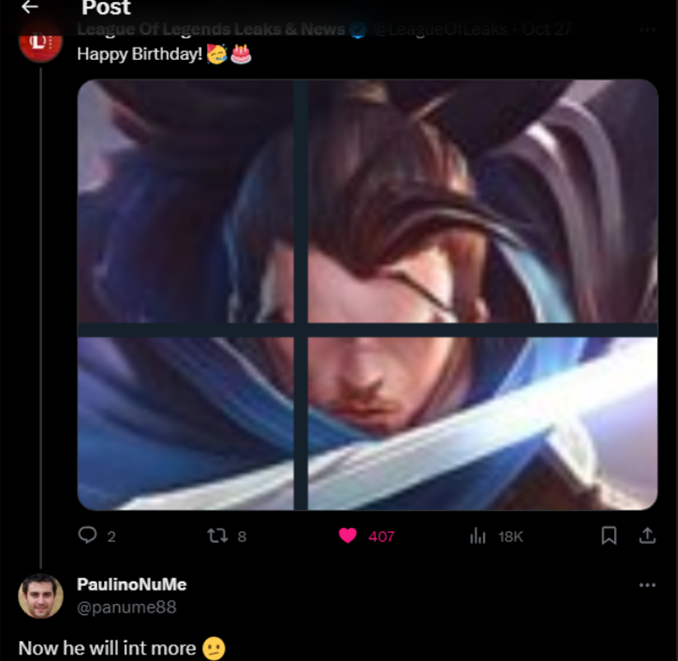 Post
League Of Legends Leaks & News @LeagueOfLeaks · Oct 27
Happy Birthday! 🥳🎂
2 8 407 18K
PaulinoNuMe
@panume88
Now he will int more 🫤